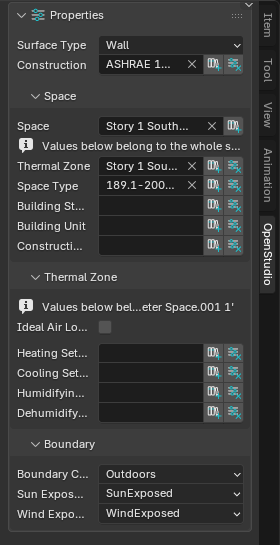 Properties
Surface Type Wall
Construction ASHRAE 1...
Space
Space Story 1 South...
Values below belong to the whole s...
Thermal Zone Story 1 Sou...
Space Type 189.1-200...
Building St...
Building Unit
Constructi...
Thermal Zone
Values below bel...eter Space.001 1'
Ideal Air Lo...
Heating Set...
Cooling Set...
Humidifyin...
Dehumidify...
Boundary
Boundary C... Outdoors
Sun Expos... SunExposed
Wind Expo... WindExposed
Item
Tool
View
Animation
OpenStudio